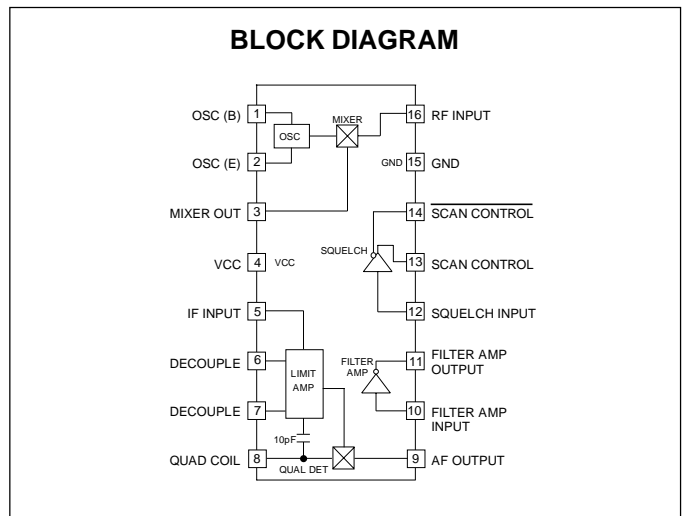 BLOCK DIAGRAM
OSC (B)
1
OSC
MIXER
16
RF INPUT
OSC (E)
2
GND
15
GND
MIXER OUT
3
14
SCAN CONTROL
SQUELCH
VCC
4
VCC
13
SCAN CONTROL
IF INPUT
5
12
SQUELCH INPUT
DECOUPLE
6
LIMIT
AMP
FILTER
AMP
11
FILTER AMP
OUTPUT
DECOUPLE
7
10
FILTER AMP
INPUT
10pF
QUAD COIL
8
QUAL DET
9
AF OUTPUT